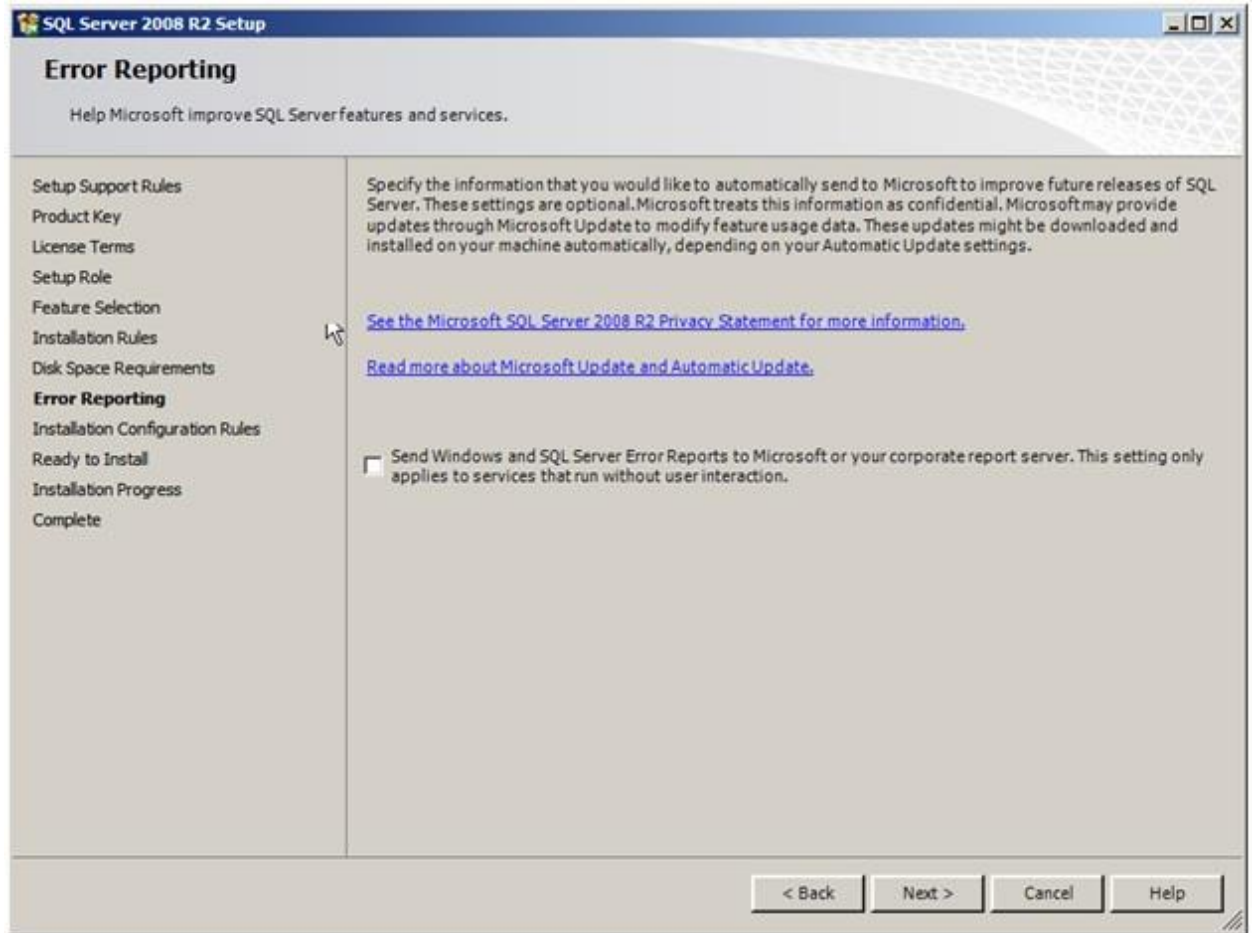 SQL Server 2008 R2 Setup
Error Reporting
Help Microsoft improve SQL Server features and services.
Setup Support Rules
Product Key
License Terms
Setup Role
Feature Selection
Installation Rules
Disk Space Requirements
Error Reporting
Installation Configuration Rules
Ready to Install
Installation Progress
Complete
Specify the information that you would like to automatically send to Microsoft to improve future releases of SQL
Server. These settings are optional. Microsoft treats this information as confidential. Microsoft may provide
updates through Microsoft Update to modify feature usage data. These updates might be downloaded and
installed on your machine automatically, depending on your Automatic Update settings.
See the Microsoft SQL Server 2008 R2 Privacy Statement for more information.
Read more about Microsoft Update and Automatic Update.
Send Windows and SQL Server Error Reports to Microsoft or your corporate report server. This setting only
applies to services that run without user interaction.
< Back
Next >
Cancel
Help